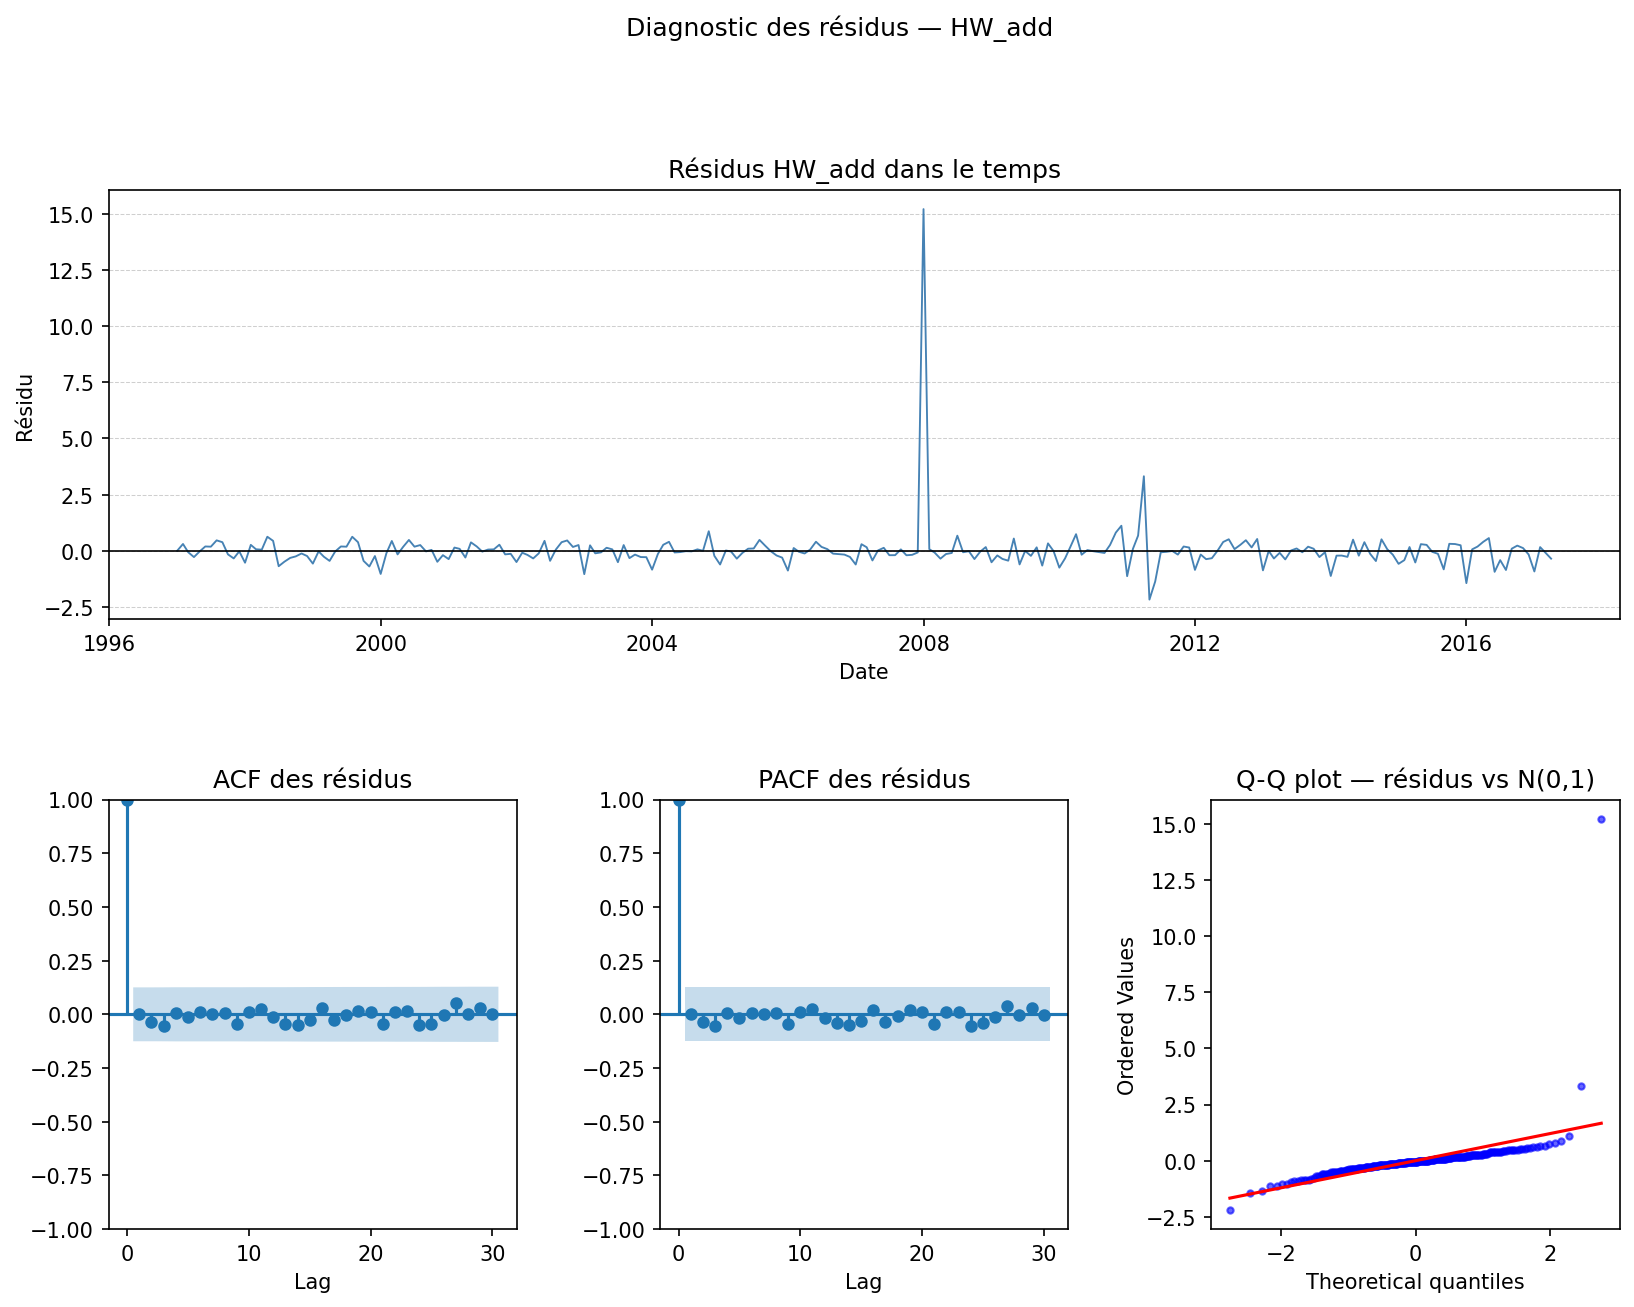 Diagnostic des résidus — HW_add
Résidus HW_add dans le temps
Résidu
15.0
12.5
10.0
7.5
5.0
2.5
0.0
−2.5
1996 2000 2004 2008 2012 2016
Date
ACF des résidus
1.00
0.75
0.50
0.25
0.00
−0.25
−0.50
−0.75
−1.00
0 10 20 30
Lag
PACF des résidus
1.00
0.75
0.50
0.25
0.00
−0.25
−0.50
−0.75
−1.00
0 10 20 30
Lag
Q-Q plot — résidus vs N(0,1)
Ordered Values
15.0
12.5
10.0
7.5
5.0
2.5
0.0
−2.5
−2 0 2
Theoretical quantiles